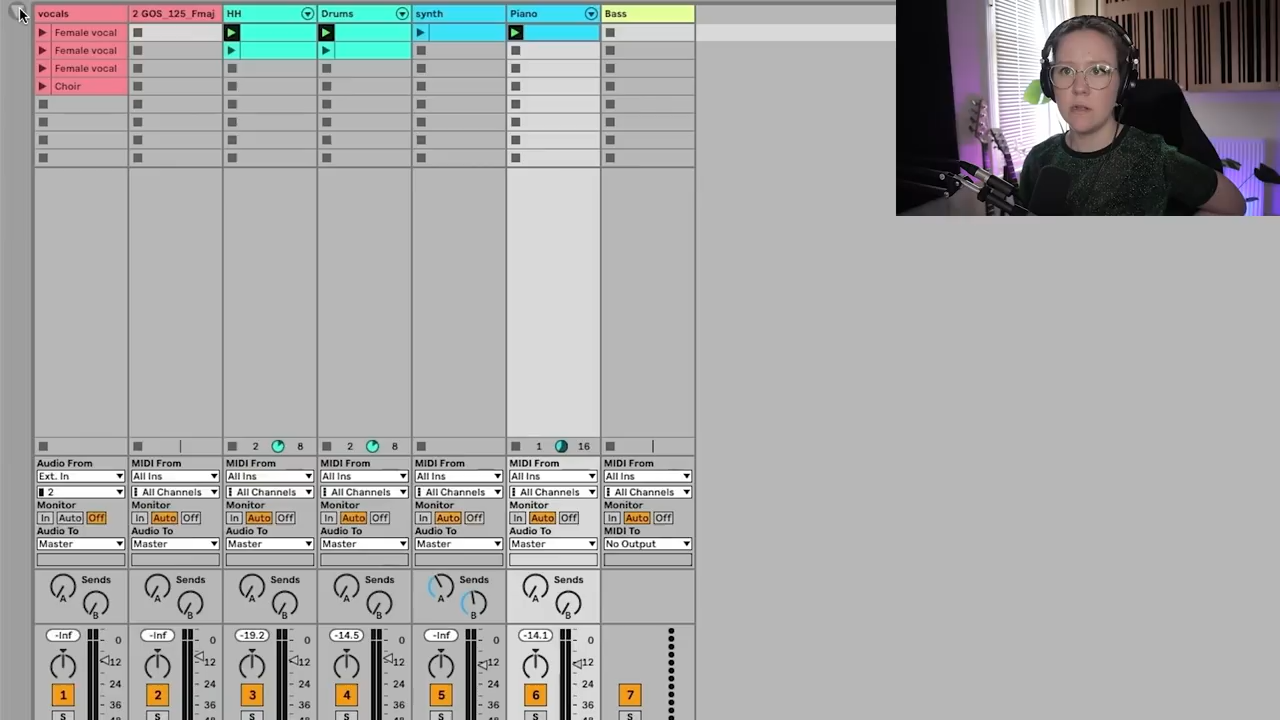 vocals 2 GOS_125_Fmaj HH Drums synth Piano Bass
Female vocal
Female vocal
Female vocal
Choir
2 8 2 8 1 16
Audio From MIDI From MIDI From MIDI From MIDI From MIDI From MIDI From
Ext. In All Ins All Ins All Ins All Ins All Ins All Ins
2 All Channels All Channels All Channels All Channels All Channels All Channels
Monitor Monitor Monitor Monitor Monitor Monitor Monitor
In Auto Off In Auto Off In Auto Off In Auto Off In Auto Off In Auto Off In Auto Off
Audio To Audio To Audio To Audio To Audio To Audio To MIDI To
Master Master Master Master Master Master No Output
Sends Sends Sends Sends Sends Sends
A A A A A A
B B B B B B
-Inf 0 -Inf 0 -19.2 0 -14.5 0 -Inf 0 -14.1 0
12 12 12 12 12 12
24 24 24 24 24 24
1 2 3 4 5 6 7
36 36 36 36 36 36
S S S S S S S